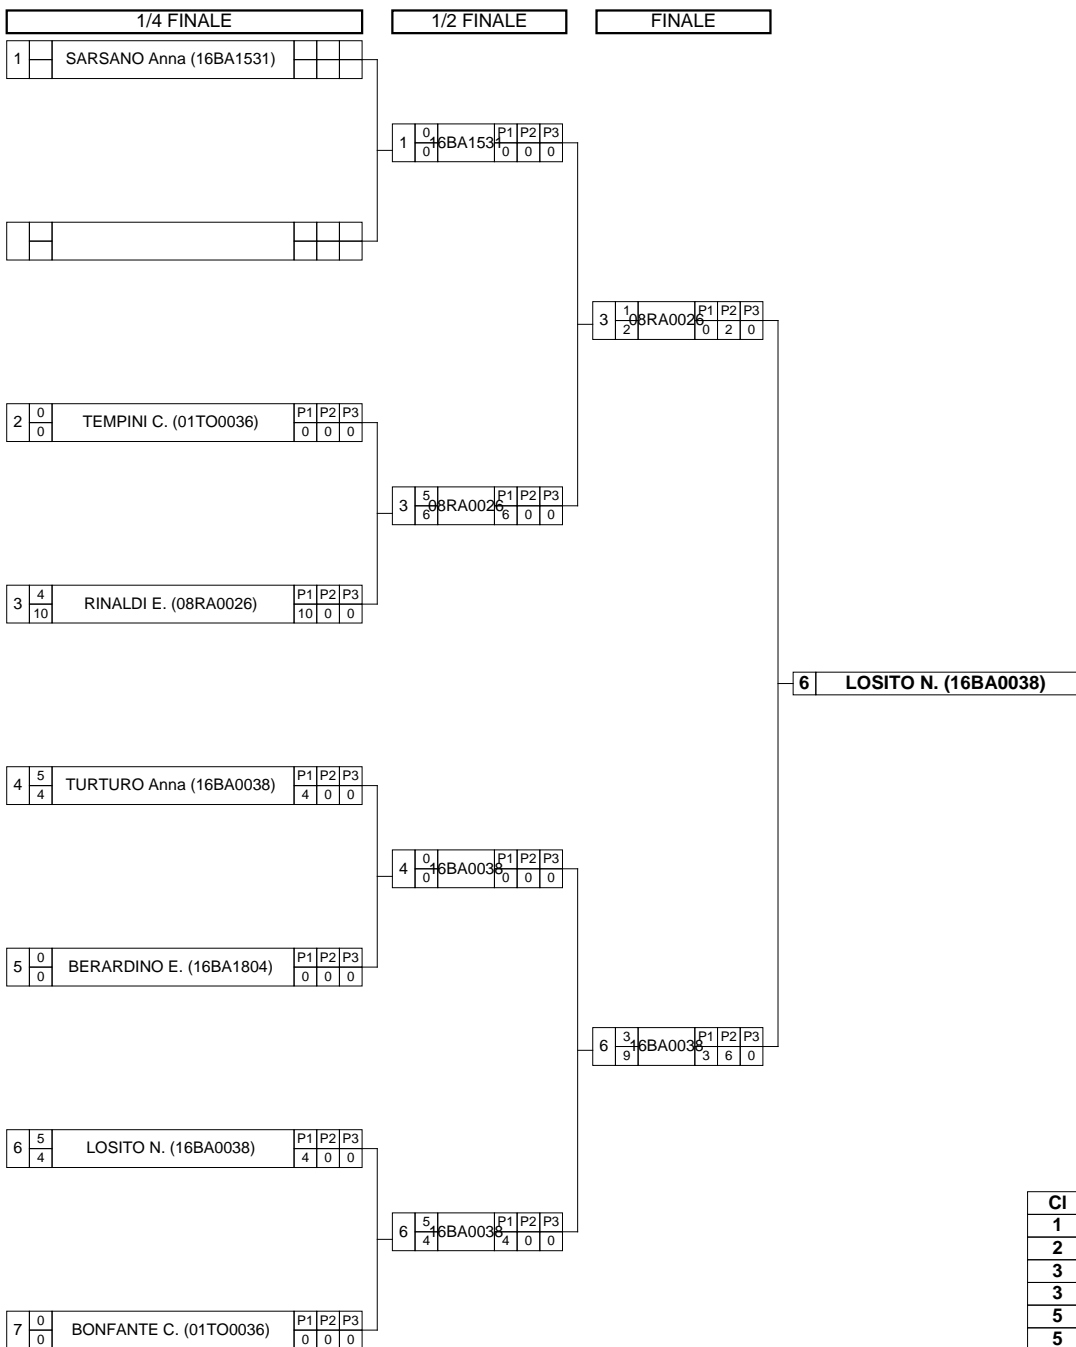 1/4 FINALE 1/2 FINALE FINALE
1 SARSANO Anna (16BA1531)
1 0 0 16BA1531 P1 P2 P3 0 0 0
3 1 2 08RA0026 P1 P2 P3 0 2 0
2 0 0 TEMPINI C. (01TO0036) P1 P2 P3 0 0 0
3 5 6 08RA0026 P1 P2 P3 6 0 0
3 4 10 RINALDI E. (08RA0026) P1 P2 P3 10 0 0
6 LOSITO N. (16BA0038)
4 5 4 TURTURO Anna (16BA0038) P1 P2 P3 4 0 0
4 0 0 16BA0038 P1 P2 P3 0 0 0
5 0 0 BERARDINO E. (16BA1804) P1 P2 P3 0 0 0
6 3 9 16BA0038 P1 P2 P3 3 6 0
6 5 4 LOSITO N. (16BA0038) P1 P2 P3 4 0 0
6 5 4 16BA0038 P1 P2 P3 4 0 0
7 0 0 BONFANTE C. (01TO0036) P1 P2 P3 0 0 0
Cl
1
2
3
3
5
5